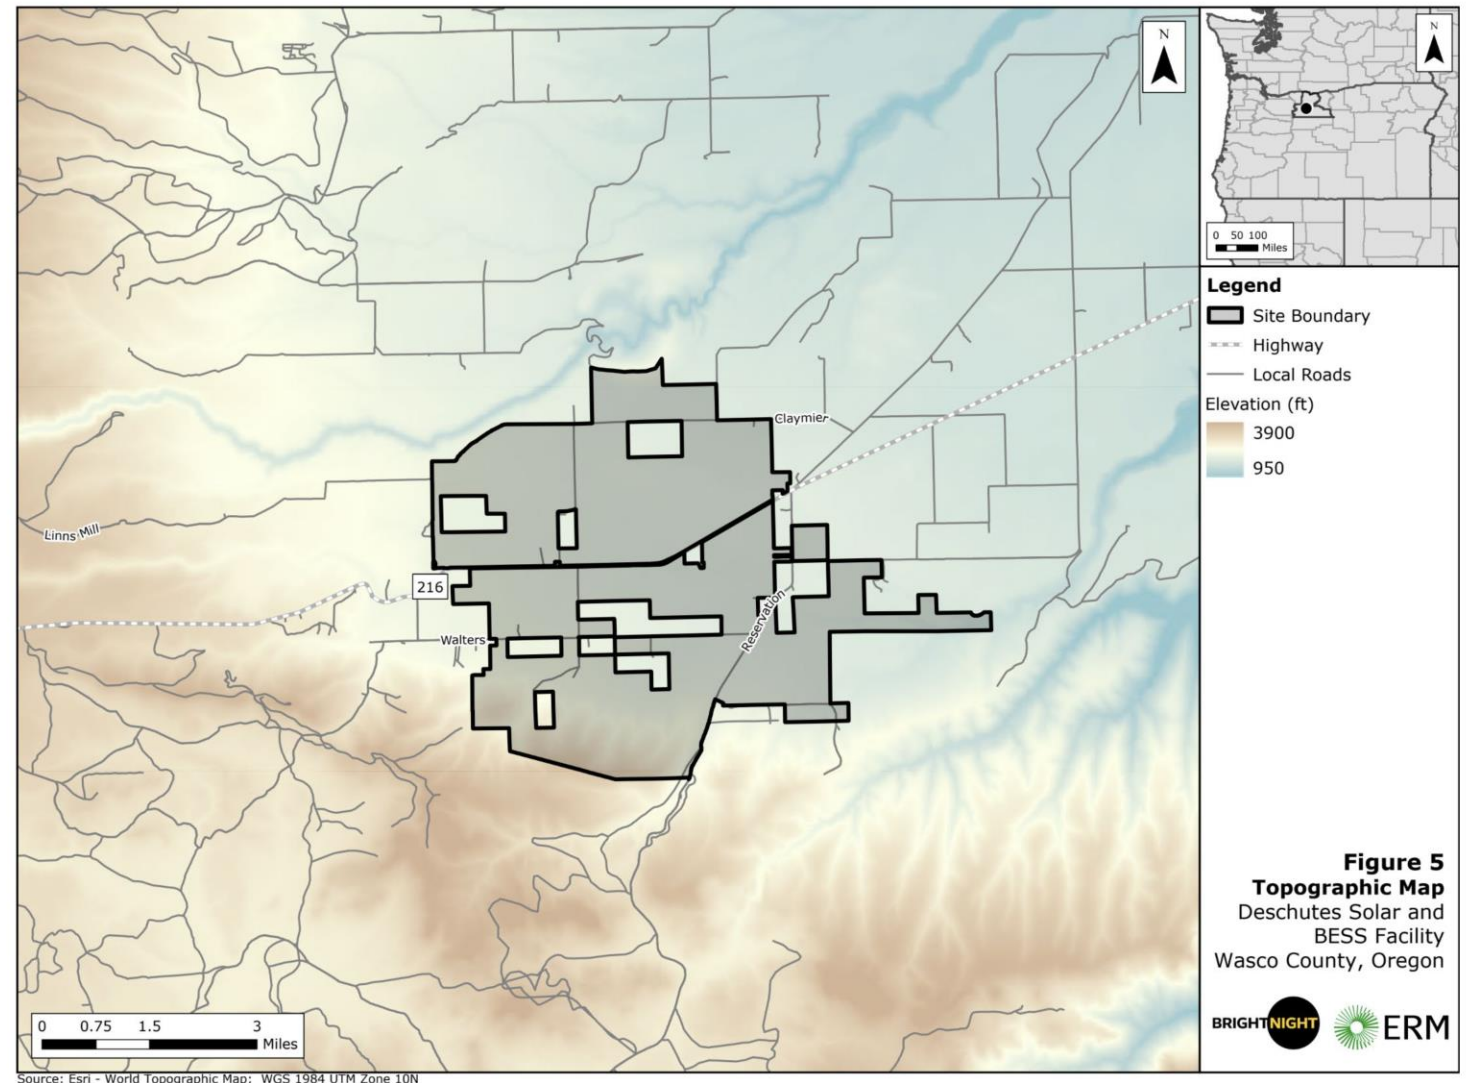 N
N
0 50 100
Miles
Legend
Site Boundary
Highway
Local Roads
Elevation (ft)
3900
950
Claymier
Linns Mill
216
Walters
Reservation
Figure 5
Topographic Map
Deschutes Solar and
BESS Facility
Wasco County, Oregon
BRIGHTNIGHT
ERM
0 0.75 1.5 3
Miles
Source: Esri - World Topographic Map; WGS 1984 UTM Zone 10N